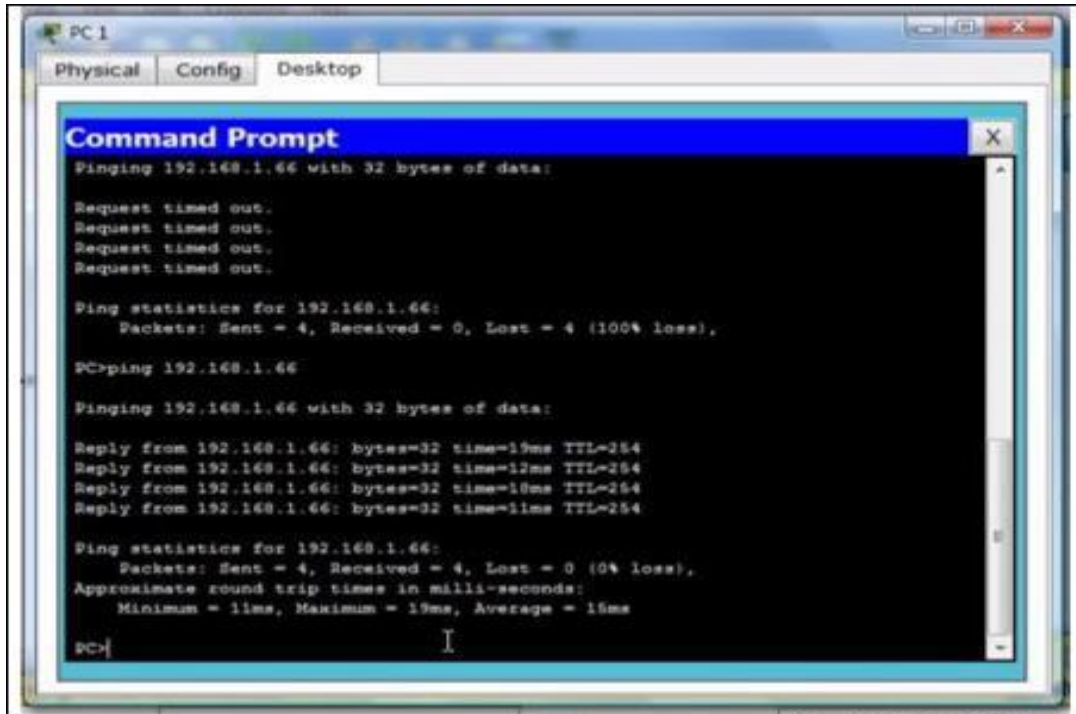 PC 1
Physical Config Desktop
Command Prompt
X
Pinging 192.168.1.66 with 32 bytes of data:
Request timed out.
Request timed out.
Request timed out.
Request timed out.
Ping statistics for 192.168.1.66:
Packets: Sent = 4, Received = 0, Lost = 4 (100% loss),
PC>ping 192.168.1.66
Pinging 192.168.1.66 with 32 bytes of data:
Reply from 192.168.1.66: bytes=32 time=19ms TTL=254
Reply from 192.168.1.66: bytes=32 time=12ms TTL=254
Reply from 192.168.1.66: bytes=32 time=18ms TTL=254
Reply from 192.168.1.66: bytes=32 time=11ms TTL=254
Ping statistics for 192.168.1.66:
Packets: Sent = 4, Received = 4, Lost = 0 (0% loss),
Approximate round trip times in milli-seconds:
Minimum = 11ms, Maximum = 19ms, Average = 15ms
PC>